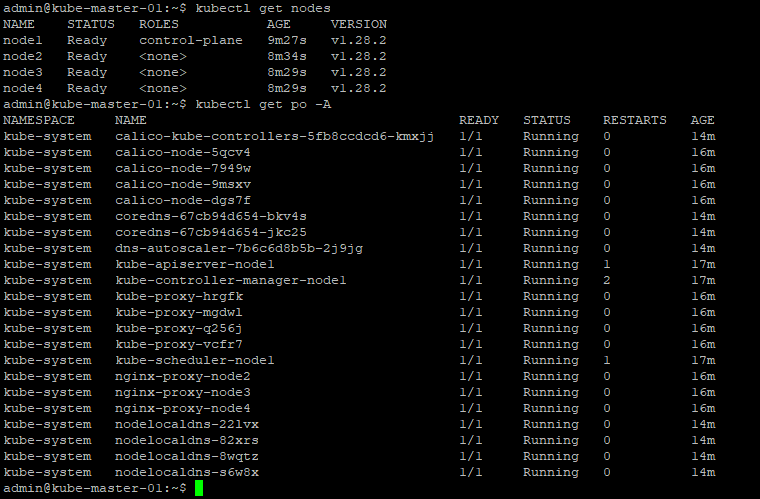 admin@kube-master-01:~$ kubectl get nodes
NAME    STATUS   ROLES           AGE     VERSION
node1   Ready    control-plane   9m27s   v1.28.2
node2   Ready    <none>          8m34s   v1.28.2
node3   Ready    <none>          8m29s   v1.28.2
node4   Ready    <none>          8m29s   v1.28.2
admin@kube-master-01:~$ kubectl get po -A
NAMESPACE     NAME                                       READY   STATUS    RESTARTS   AGE
kube-system   calico-kube-controllers-5fb8ccdcd6-kmxjj   1/1     Running   0          14m
kube-system   calico-node-5qcv4                          1/1     Running   0          16m
kube-system   calico-node-7949w                          1/1     Running   0          16m
kube-system   calico-node-9msxv                          1/1     Running   0          16m
kube-system   calico-node-dgs7f                          1/1     Running   0          16m
kube-system   coredns-67cb94d654-bkv4s                   1/1     Running   0          14m
kube-system   coredns-67cb94d654-jkc25                   1/1     Running   0          14m
kube-system   dns-autoscaler-7b6c6d8b5b-2j9jg            1/1     Running   0          14m
kube-system   kube-apiserver-node1                       1/1     Running   1          17m
kube-system   kube-controller-manager-node1              1/1     Running   2          17m
kube-system   kube-proxy-hrgfk                           1/1     Running   0          16m
kube-system   kube-proxy-mgdwl                           1/1     Running   0          16m
kube-system   kube-proxy-q256j                           1/1     Running   0          16m
kube-system   kube-proxy-vcfr7                           1/1     Running   0          16m
kube-system   kube-scheduler-node1                       1/1     Running   1          17m
kube-system   nginx-proxy-node2                          1/1     Running   0          16m
kube-system   nginx-proxy-node3                          1/1     Running   0          16m
kube-system   nginx-proxy-node4                          1/1     Running   0          16m
kube-system   nodelocaldns-22lvx                         1/1     Running   0          14m
kube-system   nodelocaldns-82xrs                         1/1     Running   0          14m
kube-system   nodelocaldns-8wqtz                         1/1     Running   0          14m
kube-system   nodelocaldns-s6w8x                         1/1     Running   0          14m
admin@kube-master-01:~$